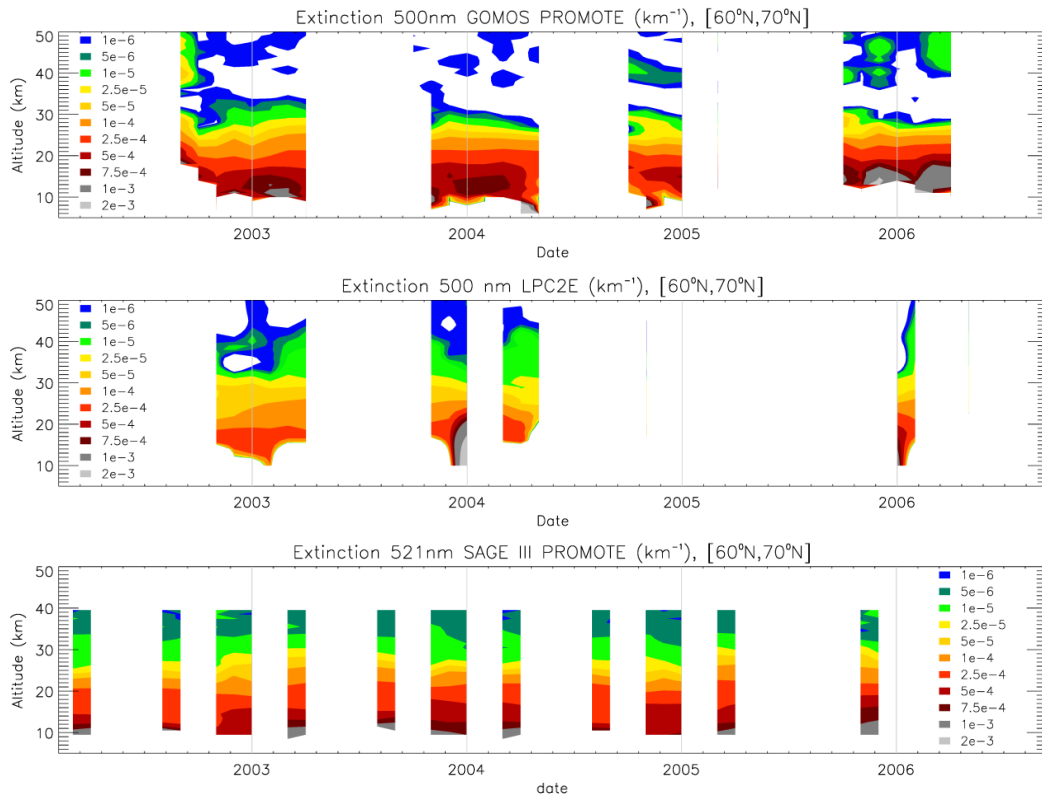 Extinction 500nm GOMOS PROMOTE (km⁻¹), [60°N,70°N]
50
40
30
20
10
Altitude (km)
1e-6
5e-6
1e-5
2.5e-5
5e-5
1e-4
2.5e-4
5e-4
7.5e-4
1e-3
2e-3
2003 2004 2005 2006
Date
Extinction 500 nm LPC2E (km⁻¹), [60°N,70°N]
50
40
30
20
10
Altitude (km)
1e-6
5e-6
1e-5
2.5e-5
5e-5
1e-4
2.5e-4
5e-4
7.5e-4
1e-3
2e-3
2003 2004 2005 2006
Date
Extinction 521nm SAGE III PROMOTE (km⁻¹), [60°N,70°N]
50
40
30
20
10
Altitude (km)
1e-6
5e-6
1e-5
2.5e-5
5e-5
1e-4
2.5e-4
5e-4
7.5e-4
1e-3
2e-3
2003 2004 2005 2006
date